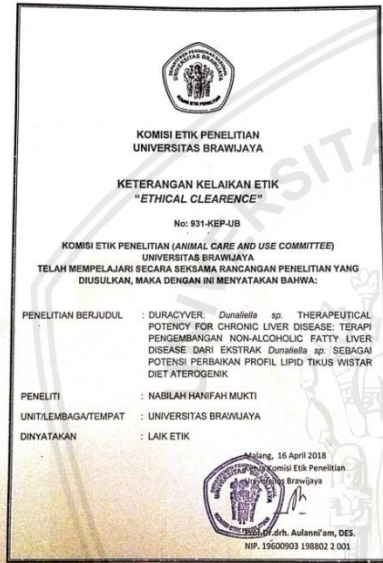 KOMISI ETIK PENELITIAN
UNIVERSITAS BRAWIJAYA
KETERANGAN KELAIKAN ETIK
“ETHICAL CLEARENCE”
No: 931-KEP-UB
KOMISI ETIK PENELITIAN (ANIMAL CARE AND USE COMMITTEE)
UNIVERSITAS BRAWIJAYA
TELAH MEMPELAJARI SECARA SEKSAMA RANCANGAN PENELITIAN YANG
DIUSULKAN, MAKA DENGAN INI MENYATAKAN BAHWA:
PENELITIAN BERJUDUL : DURACYVER: Dunaliella sp. THERAPEUTICAL
POTENCY FOR CHRONIC LIVER DISEASE: TERAPI
PENGEMBANGAN NON-ALCOHOLIC FATTY LIVER
DISEASE DARI EKSTRAK Dunaliella sp. SEBAGAI
POTENSI PERBAIKAN PROFIL LIPID TIKUS WISTAR
DIET ATEROGENIK
PENELITI : NABILAH HANIFAH MUKTI
UNIT/LEMBAGA/TEMPAT : UNIVERSITAS BRAWIJAYA
DINYATAKAN : LAIK ETIK
Malang, 16 April 2018
Komisi Etik Penelitian
Universitas Brawijaya
Prof.Dr.drh. Aulanni'am, DES.
NIP. 19600903 198802 2 001